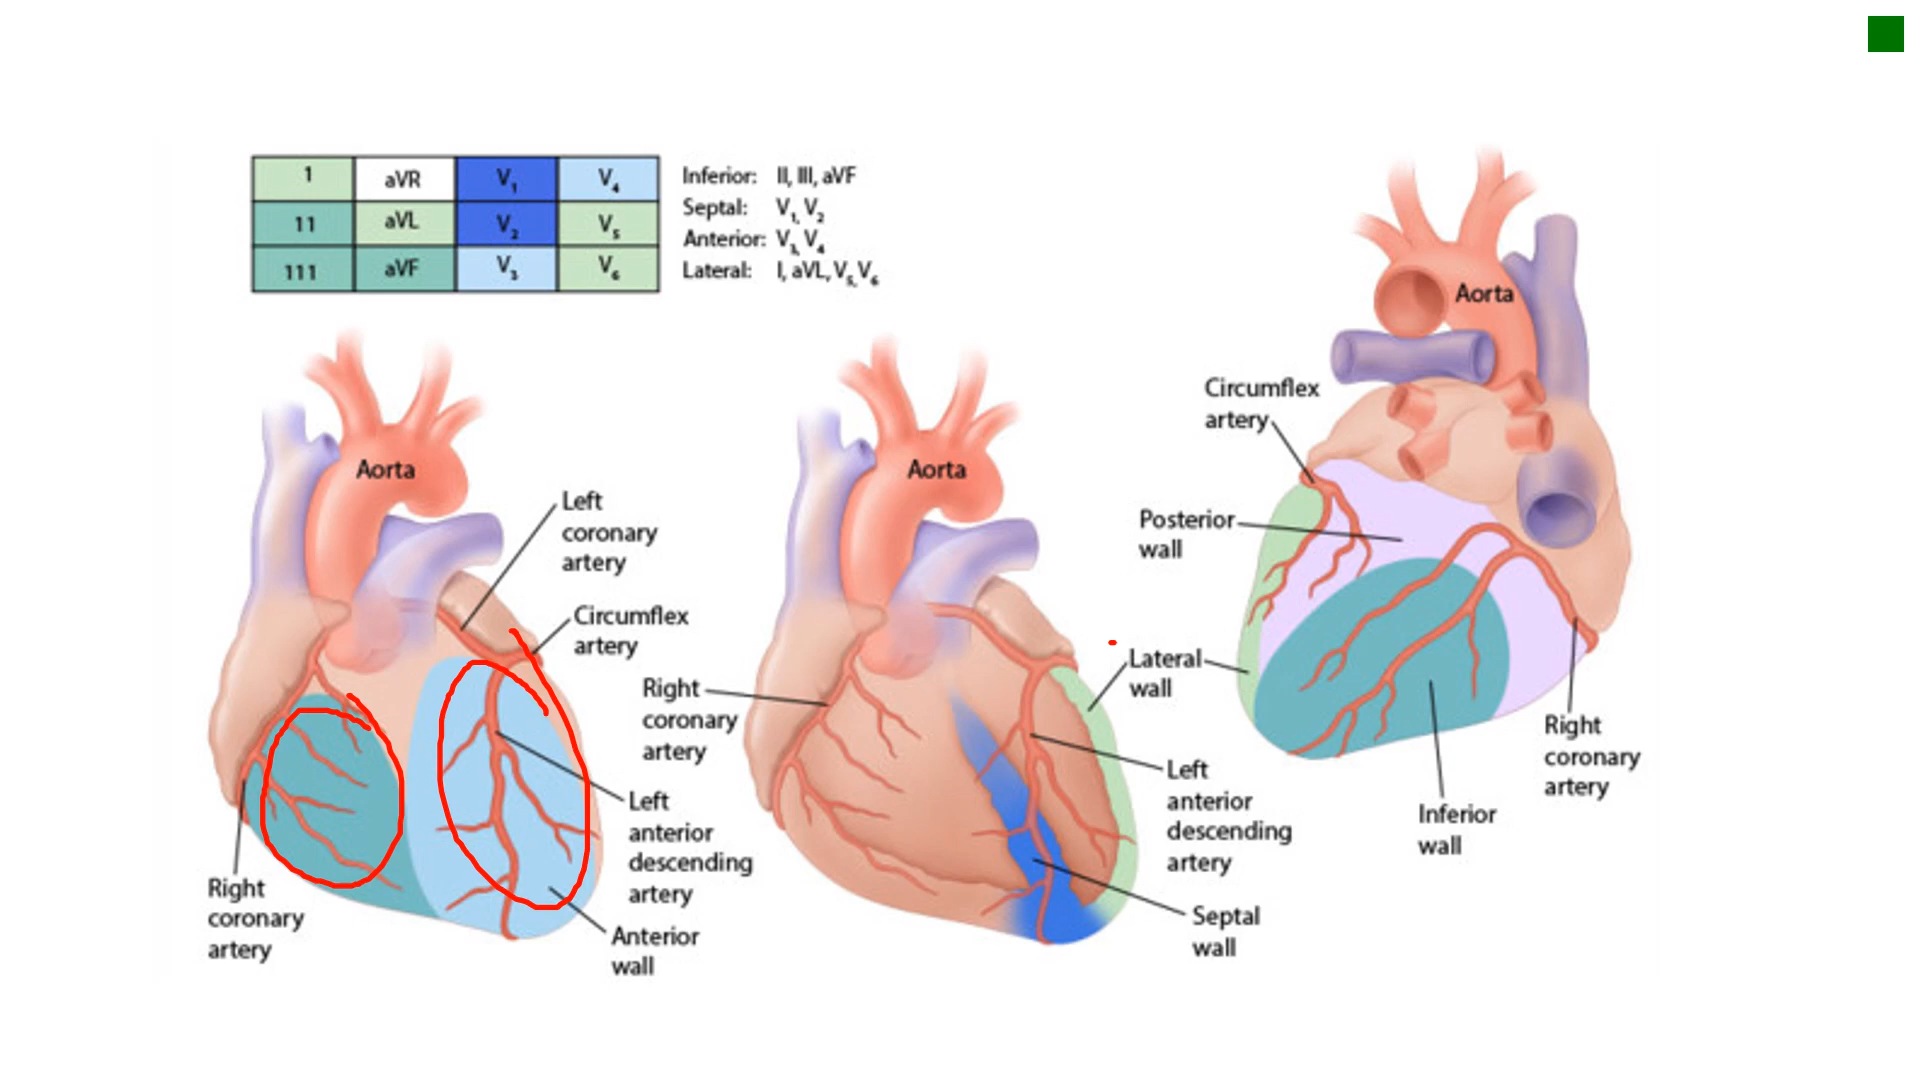 1 aVR V1 V4
11 aVL V2 V5
111 aVF V3 V6
Inferior: II, III, aVF
Septal: V1, V2
Anterior: V3, V4
Lateral: I, aVL, V5, V6
Aorta
Left
coronary
artery
Circumflex
artery
Left
anterior
descending
artery
Anterior
wall
Right
coronary
artery
Aorta
Right
coronary
artery
Lateral
wall
Left
anterior
descending
artery
Septal
wall
Aorta
Circumflex
artery
Posterior
wall
Inferior
wall
Right
coronary
artery